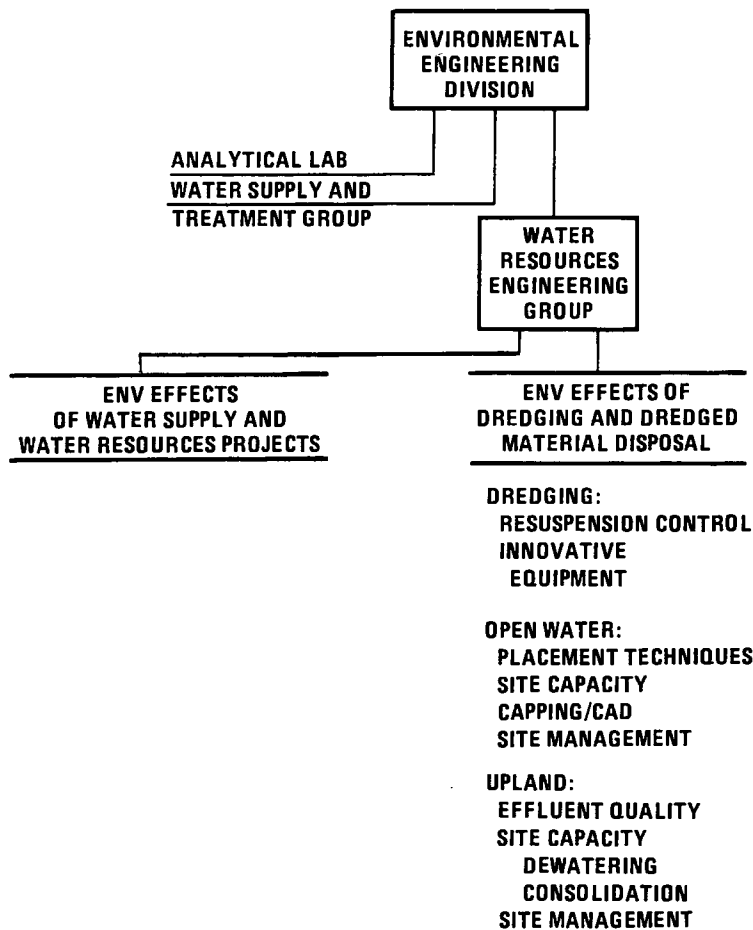 ENVIRONMENTAL
ENGINEERING
DIVISION
ANALYTICAL LAB
WATER SUPPLY AND
TREATMENT GROUP
WATER
RESOURCES
ENGINEERING
GROUP
ENV EFFECTS
OF WATER SUPPLY AND
WATER RESOURCES PROJECTS
ENV EFFECTS OF
DREDGING AND DREDGED
MATERIAL DISPOSAL
DREDGING:
RESUSPENSION CONTROL
INNOVATIVE
EQUIPMENT
OPEN WATER:
PLACEMENT TECHNIQUES
SITE CAPACITY
CAPPING/CAD
SITE MANAGEMENT
UPLAND:
EFFLUENT QUALITY
SITE CAPACITY
DEWATERING
CONSOLIDATION
SITE MANAGEMENT